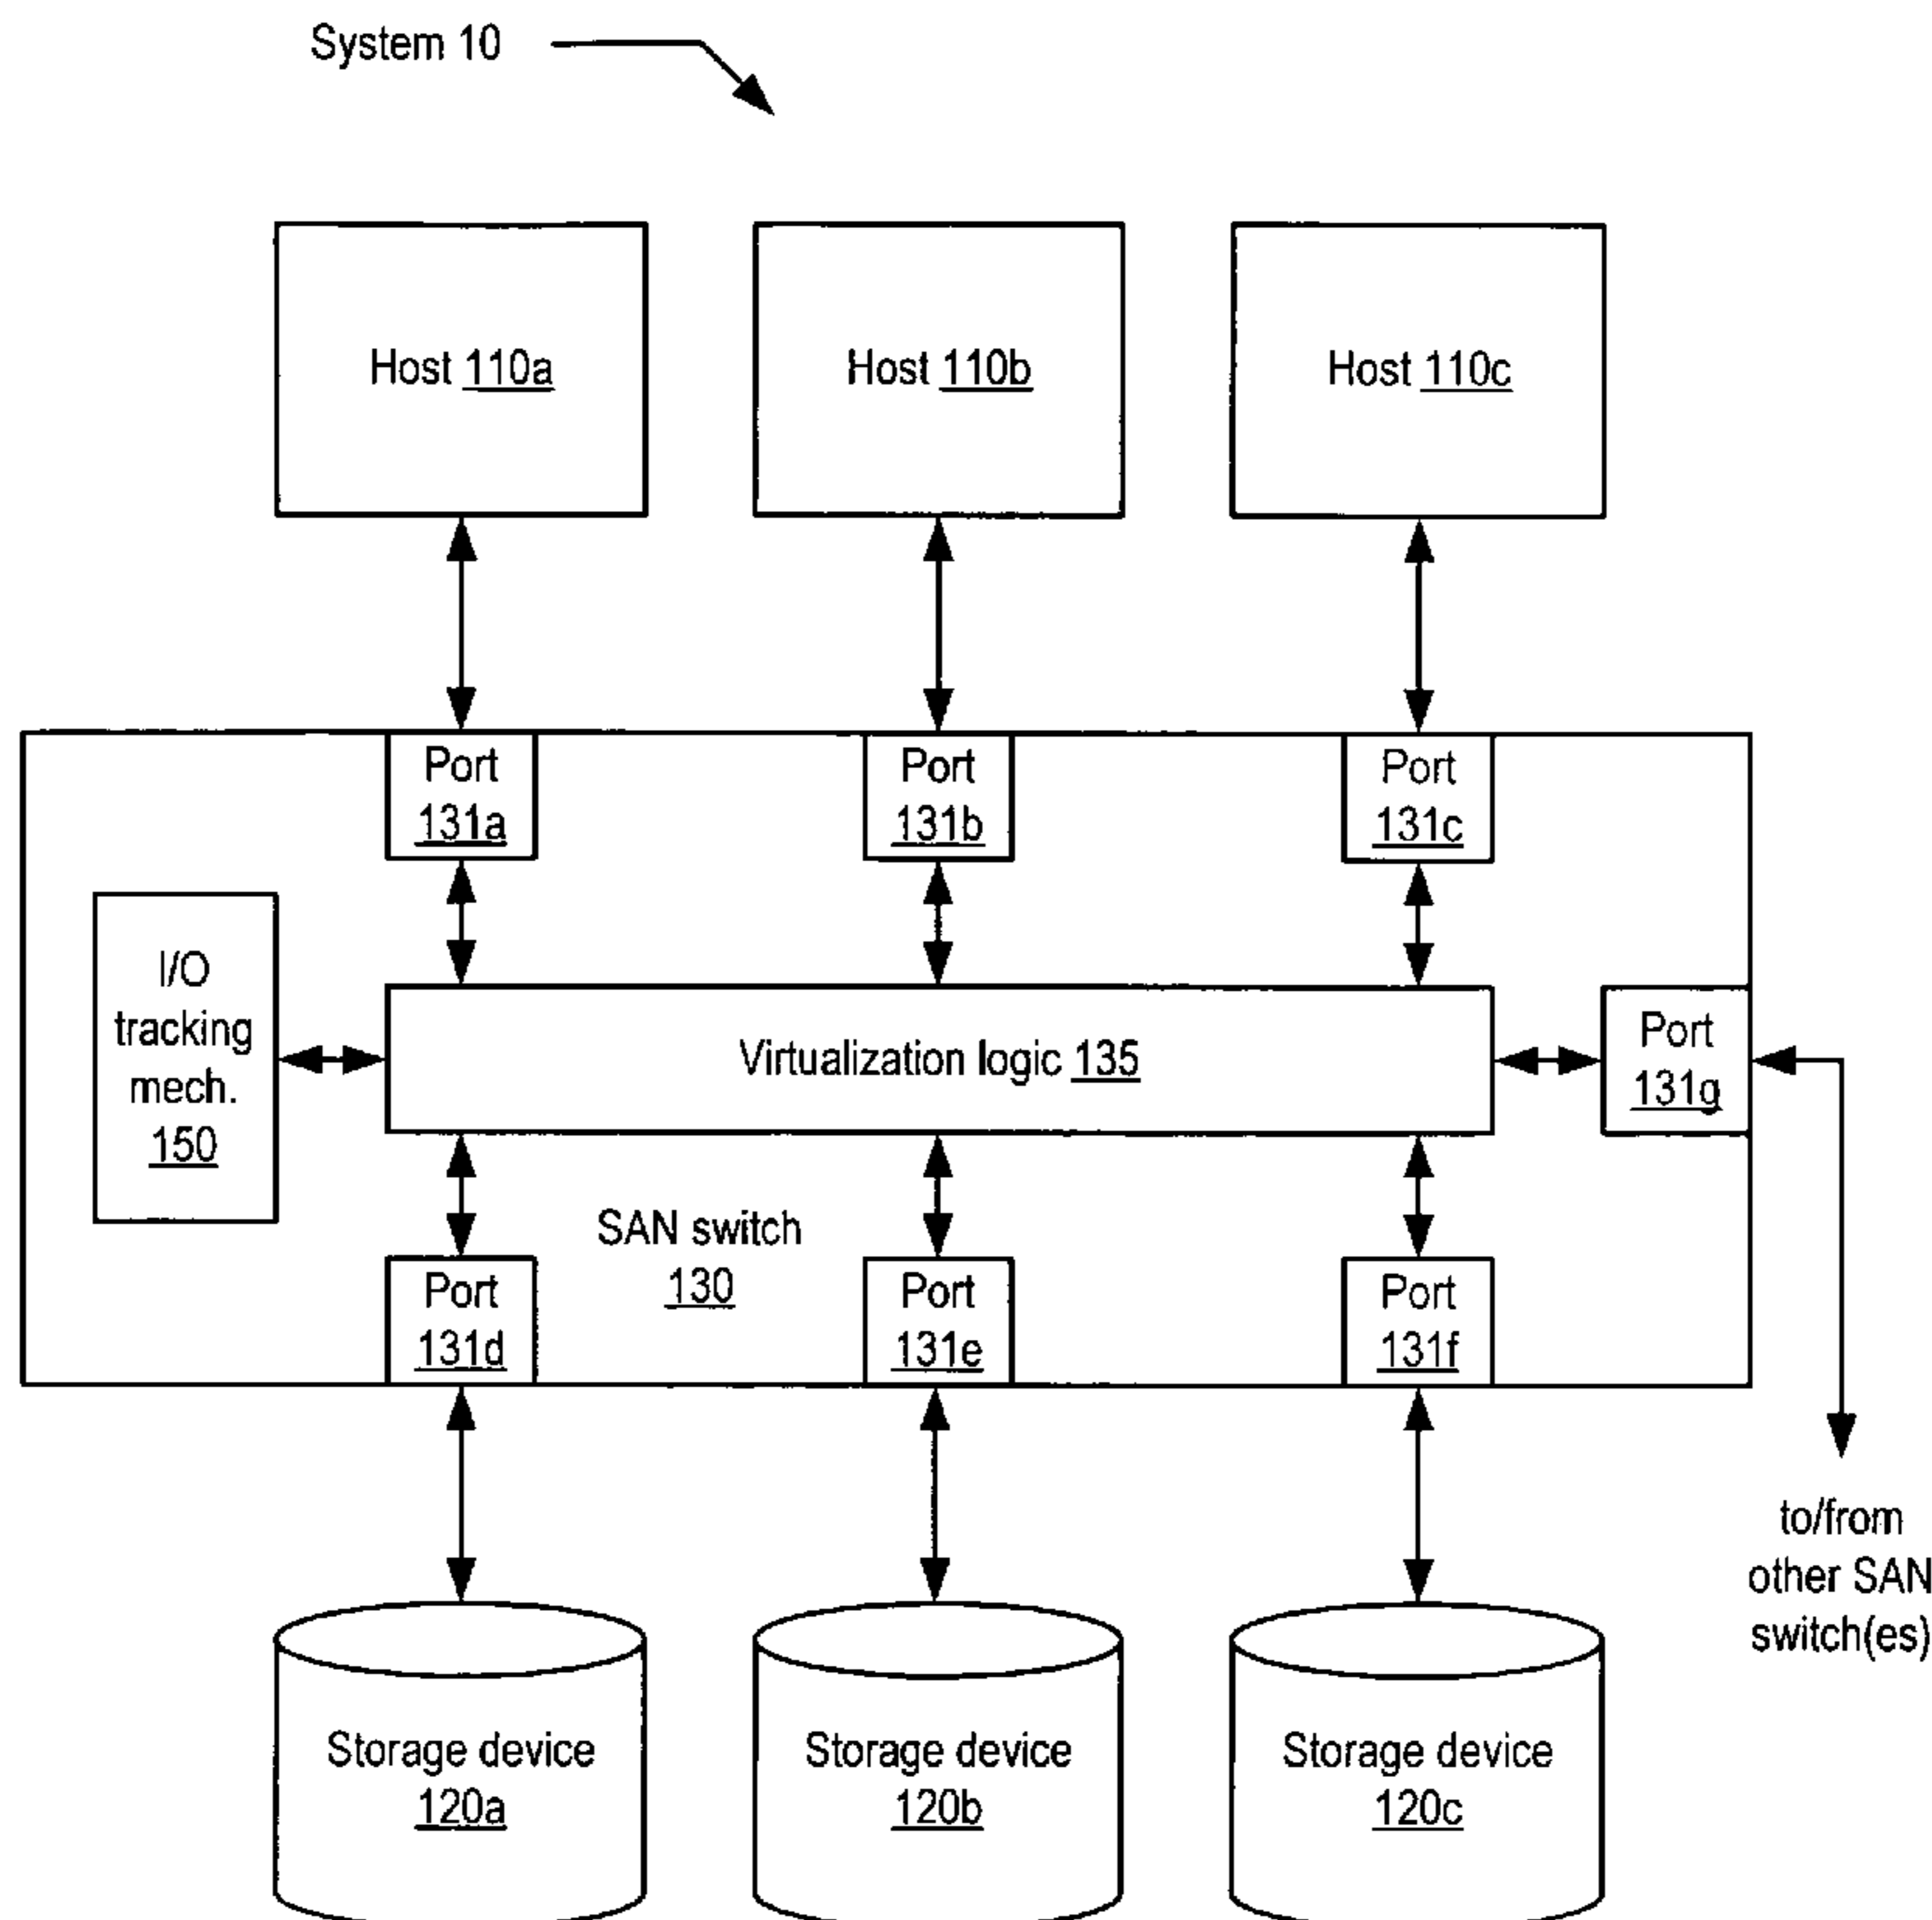 System 10
Host 110a
Host 110b
Host 110c
Port
131a
Port
131b
Port
131c
I/O
tracking
mech.
150
Virtualization logic 135
Port
131g
SAN switch
130
Port
131d
Port
131e
Port
131f
to/from
other SAN
switch(es)
Storage device
120a
Storage device
120b
Storage device
120c